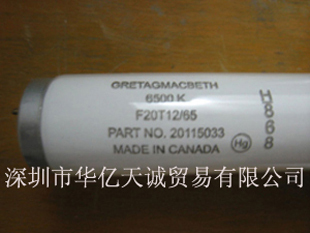 GRETAGMACBETH
6500 K
F20T12/65
PART NO. 20115033
MADE IN CANADA
Hg
H868
深圳市华亿天诚贸易有限公司